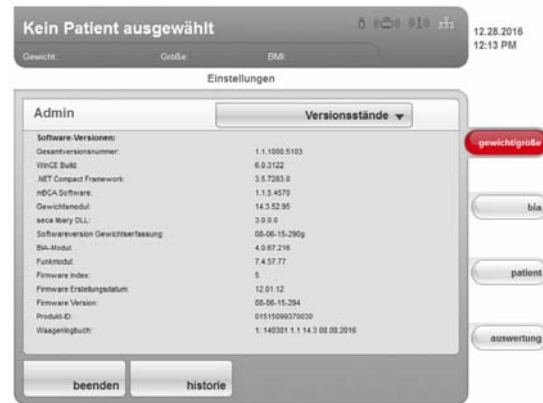 Kein Patient ausgewählt
12.28.2016
12:13 PM
Gewicht: Größe: BMI:
Einstellungen
Admin
Versionsstände
Software-Versionen:
Gesamtversionsnummer: 1.1.1000.5103
WinCE Build: 6.0.3122
.NET Compact Framework: 3.5.7283.0
mBCA Software: 1.1.5.4570
Gewichtsmodul: 14.3.52.95
seca libary DLL: 3.0.0.0
Softwareversion Gewichtserfassung: 08-06-15-290g
BIA-Modul: 4.0.67.216
Funkmodul: 7.4.57.77
Firmware Index: 5
Firmware Erstellungsdatum: 12.01.12
Firmware Version: 08-06-15-294
Produkt-ID: 01515099370030
Waagenlogbuch: 1: 140301 1.1 14.3 08.08.2016
gewicht/größe
bia
patient
auswertung
beenden
historie